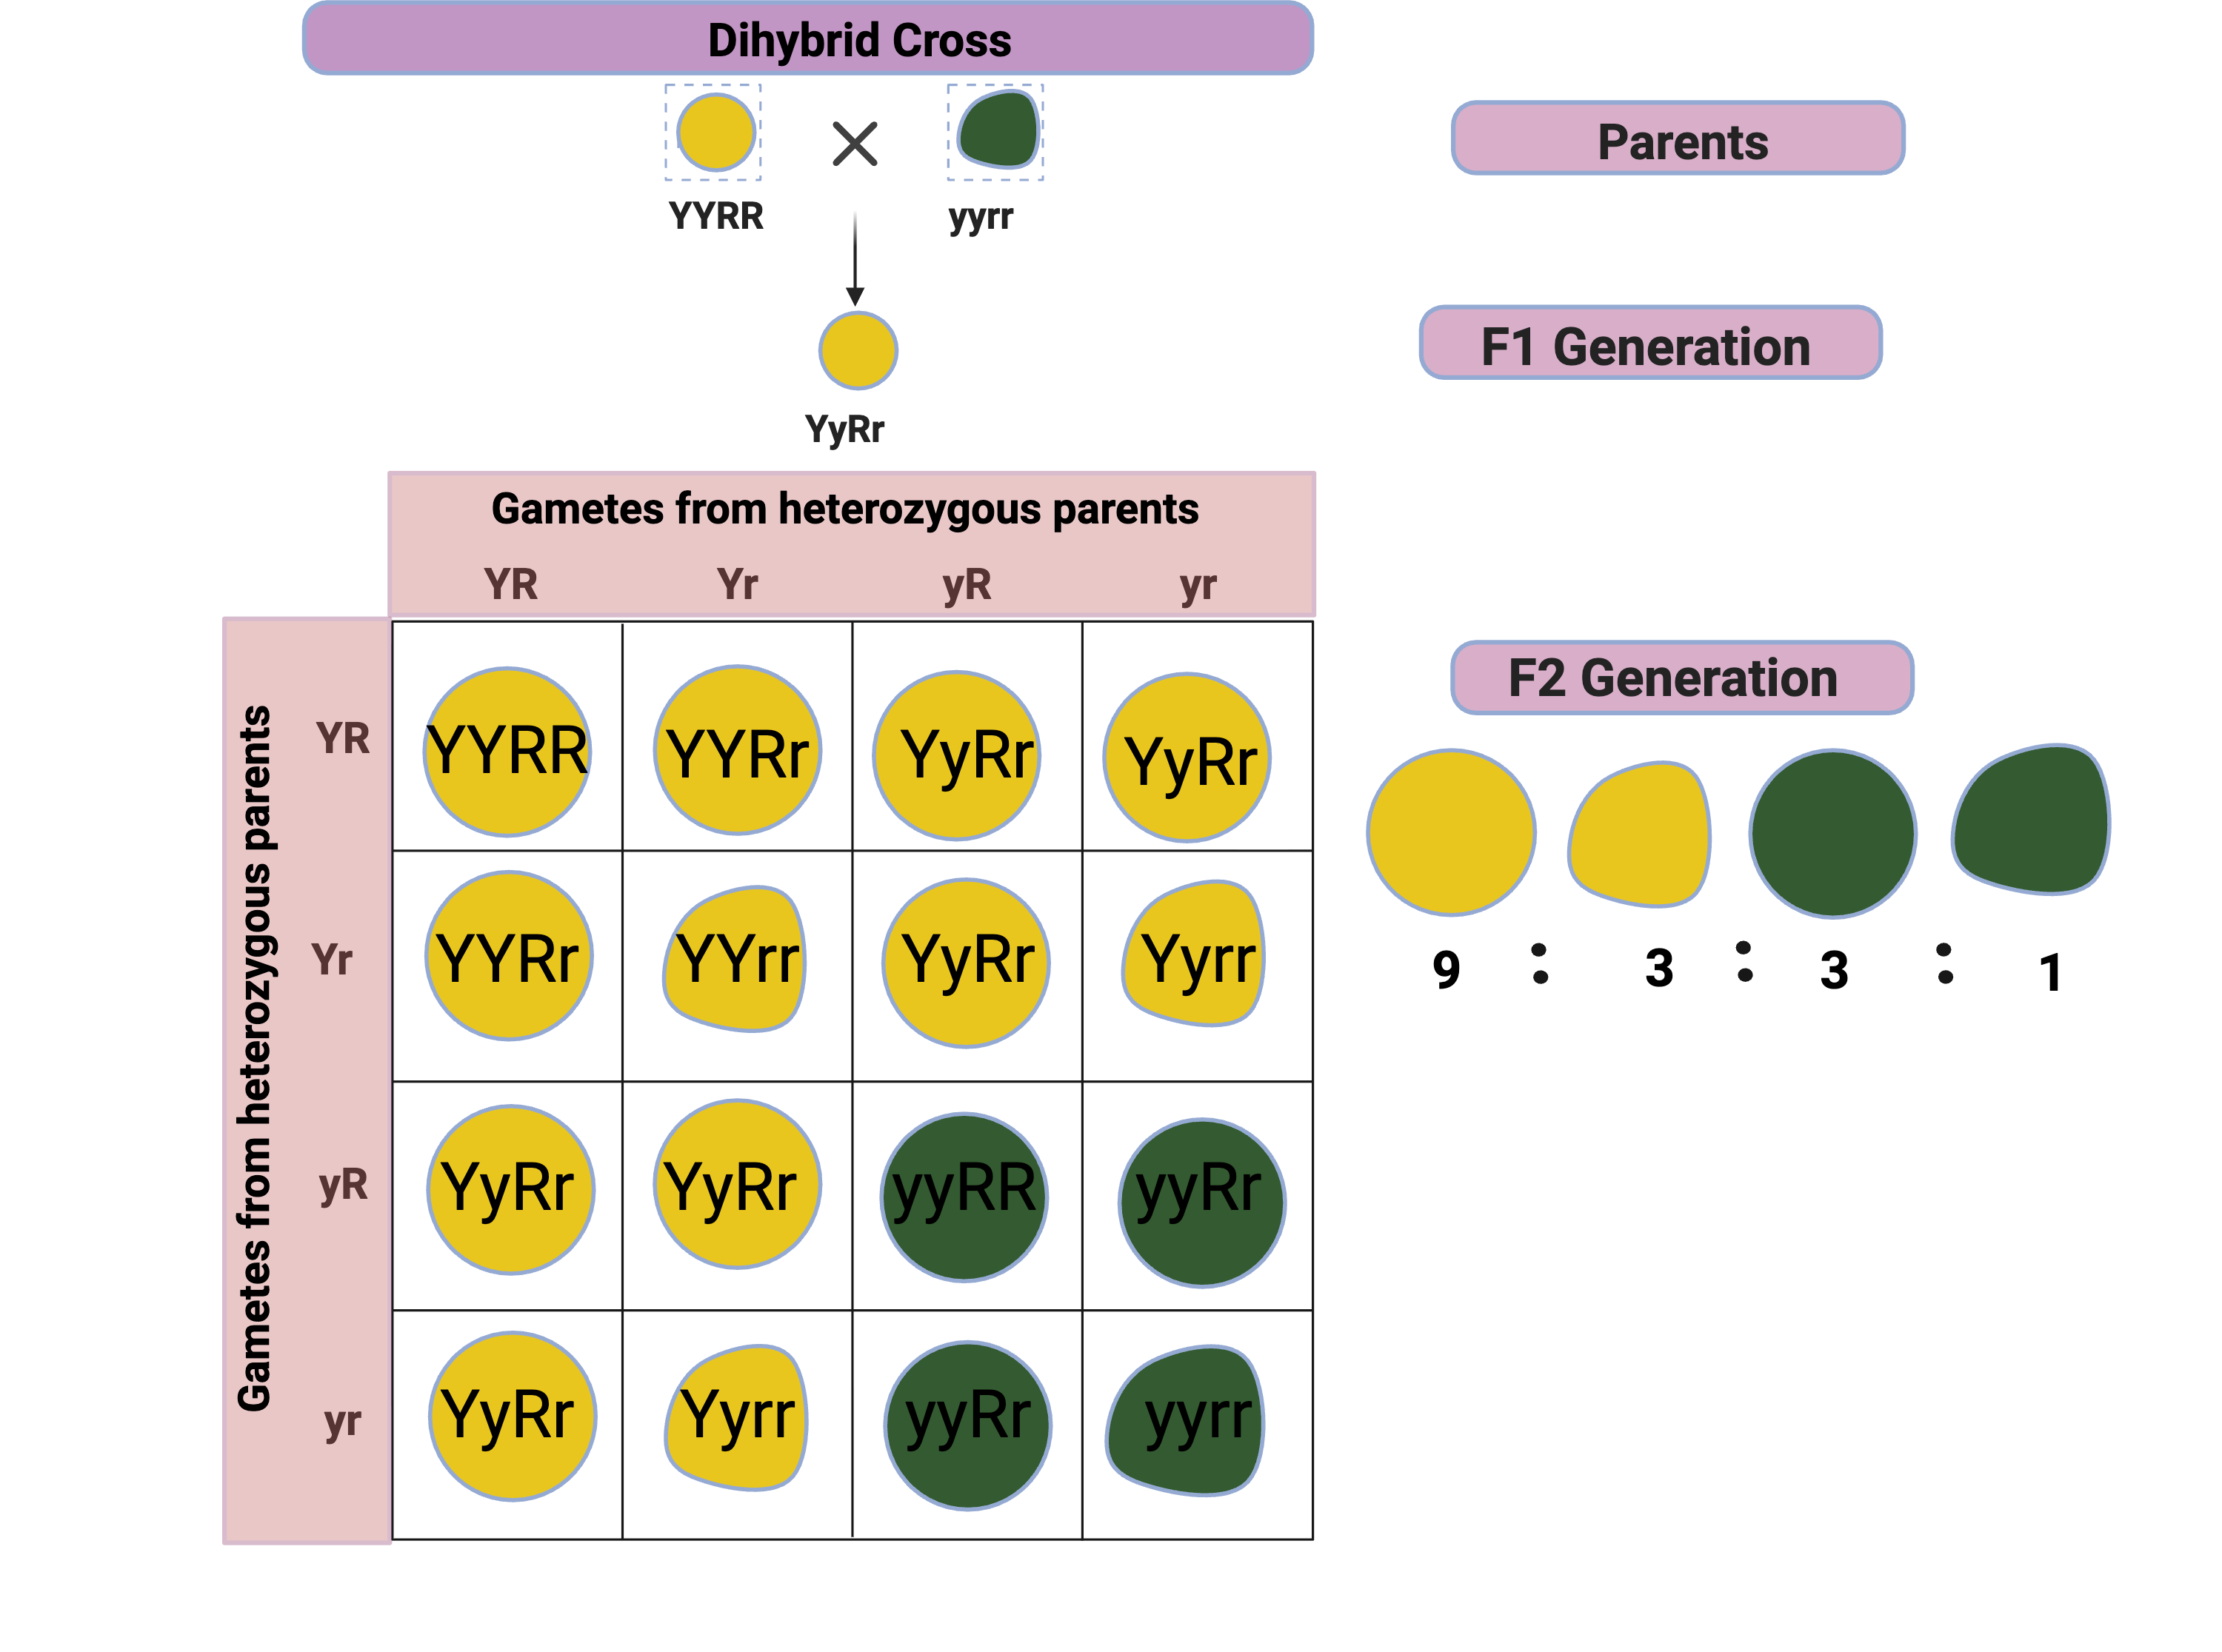 Dihybrid Cross
Parents
YYRR
yyrr
F1 Generation
YyRr
Gametes from heterozygous parents
YR Yr yR yr
Gametes from heterozygous parents
F2 Generation
YR YYRR YYRr YyRr YyRr
Yr YYRr YYrr YyRr Yyrr
9 : 3 : 3 : 1
yR YyRr YyRr yyRR yyRr
yr YyRr Yyrr yyRr yyrr